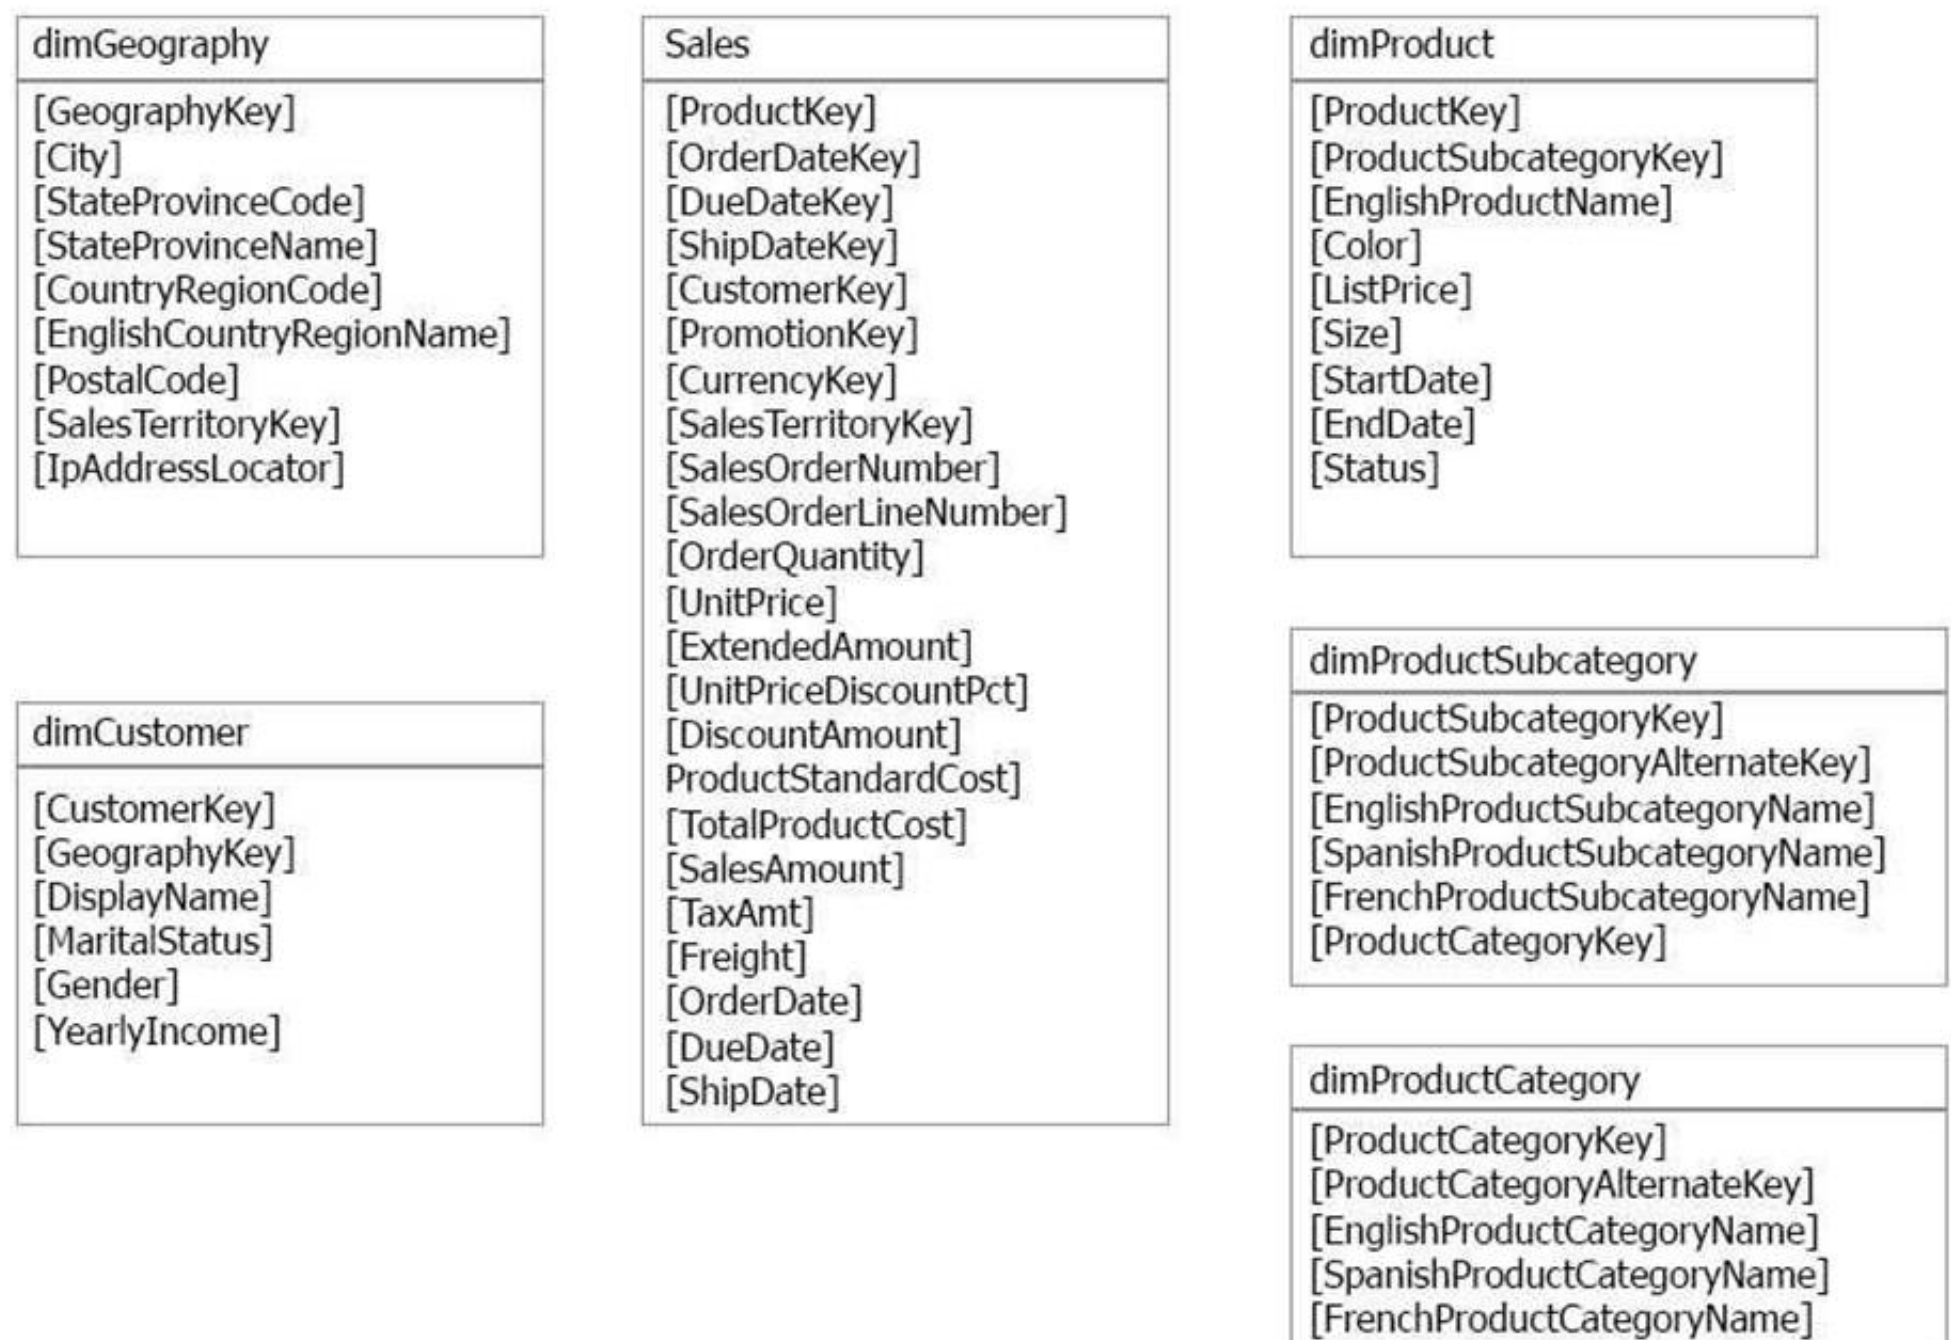 dimGeography
[GeographyKey]
[City]
[StateProvinceCode]
[StateProvinceName]
[CountryRegionCode]
[EnglishCountryRegionName]
[PostalCode]
[SalesTerritoryKey]
[IpAddressLocator]
dimCustomer
[CustomerKey]
[GeographyKey]
[DisplayName]
[MaritalStatus]
[Gender]
[YearlyIncome]
Sales
[ProductKey]
[OrderDateKey]
[DueDateKey]
[ShipDateKey]
[CustomerKey]
[PromotionKey]
[CurrencyKey]
[SalesTerritoryKey]
[SalesOrderNumber]
[SalesOrderLineNumber]
[OrderQuantity]
[UnitPrice]
[ExtendedAmount]
[UnitPriceDiscountPct]
[DiscountAmount]
ProductStandardCost]
[TotalProductCost]
[SalesAmount]
[TaxAmt]
[Freight]
[OrderDate]
[DueDate]
[ShipDate]
dimProduct
[ProductKey]
[ProductSubcategoryKey]
[EnglishProductName]
[Color]
[ListPrice]
[Size]
[StartDate]
[EndDate]
[Status]
dimProductSubcategory
[ProductSubcategoryKey]
[ProductSubcategoryAlternateKey]
[EnglishProductSubcategoryName]
[SpanishProductSubcategoryName]
[FrenchProductSubcategoryName]
[ProductCategoryKey]
dimProductCategory
[ProductCategoryKey]
[ProductCategoryAlternateKey]
[EnglishProductCategoryName]
[SpanishProductCategoryName]
[FrenchProductCategoryName]